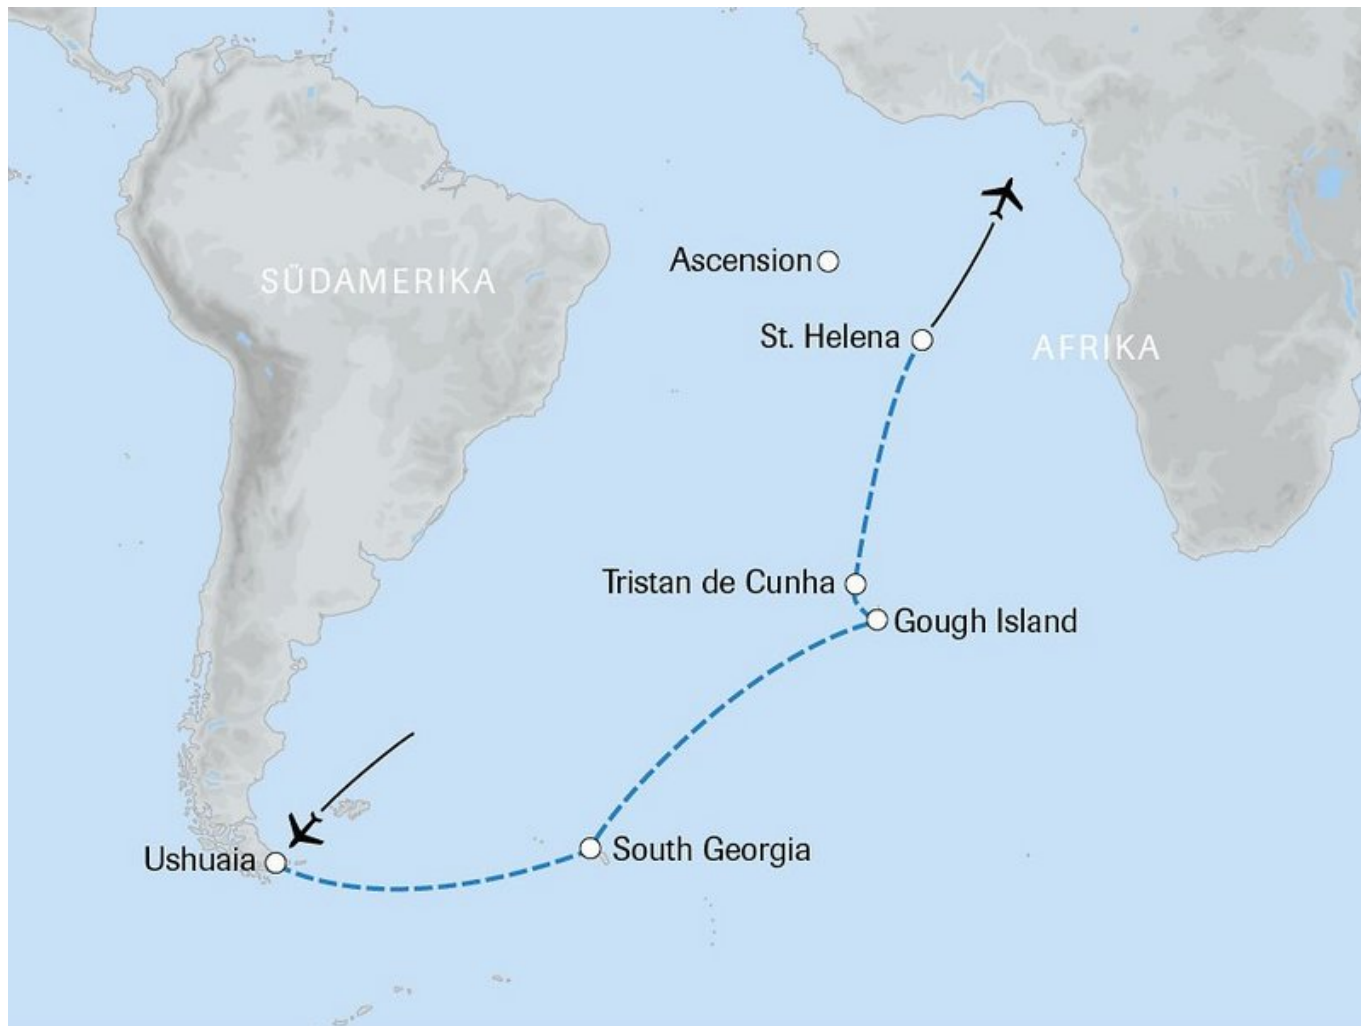 SÜDAMERIKA
Ascension
St. Helena
AFRIKA
Tristan de Cunha
Gough Island
Ushuaia
South Georgia